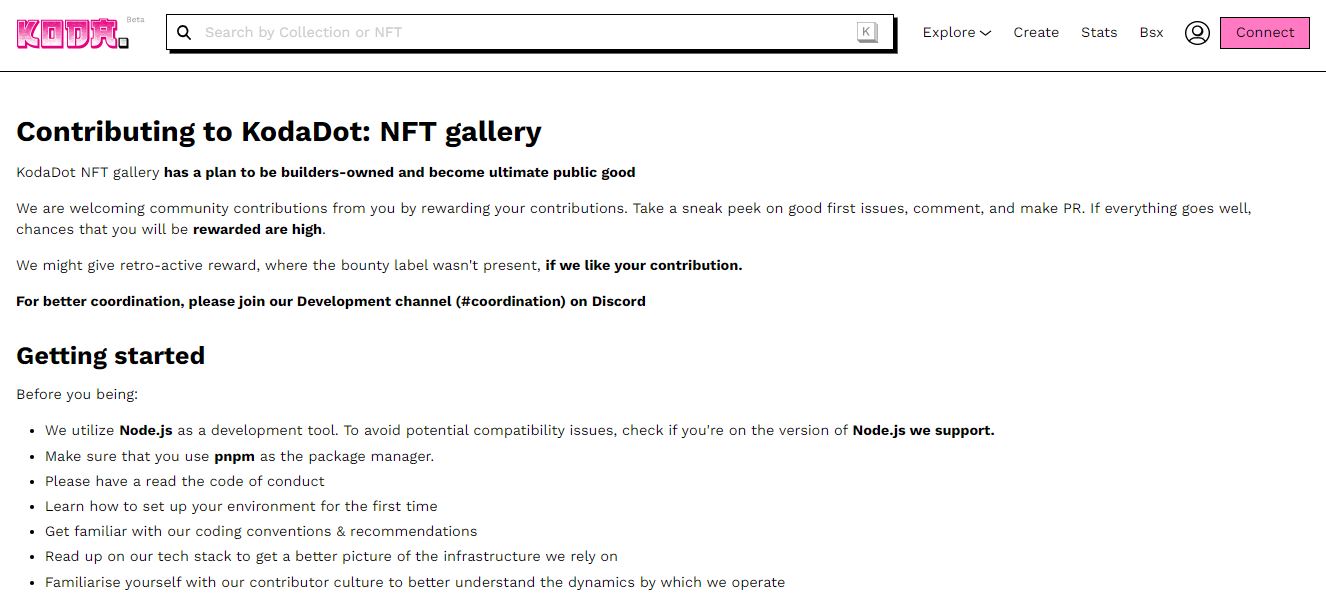 KODA.
Beta
Search by Collection or NFT
K
Explore
Create
Stats
Bsx
Connect
Contributing to KodaDot: NFT gallery
KodaDot NFT gallery has a plan to be builders-owned and become ultimate public good
We are welcoming community contributions from you by rewarding your contributions. Take a sneak peek on good first issues, comment, and make PR. If everything goes well,
chances that you will be rewarded are high.
We might give retro-active reward, where the bounty label wasn't present, if we like your contribution.
For better coordination, please join our Development channel (#coordination) on Discord
Getting started
Before you being:
• We utilize Node.js as a development tool. To avoid potential compatibility issues, check if you're on the version of Node.js we support.
• Make sure that you use pnpm as the package manager.
• Please have a read the code of conduct
• Learn how to set up your environment for the first time
• Get familiar with our coding conventions & recommendations
• Read up on our tech stack to get a better picture of the infrastructure we rely on
• Familiarise yourself with our contributor culture to better understand the dynamics by which we operate